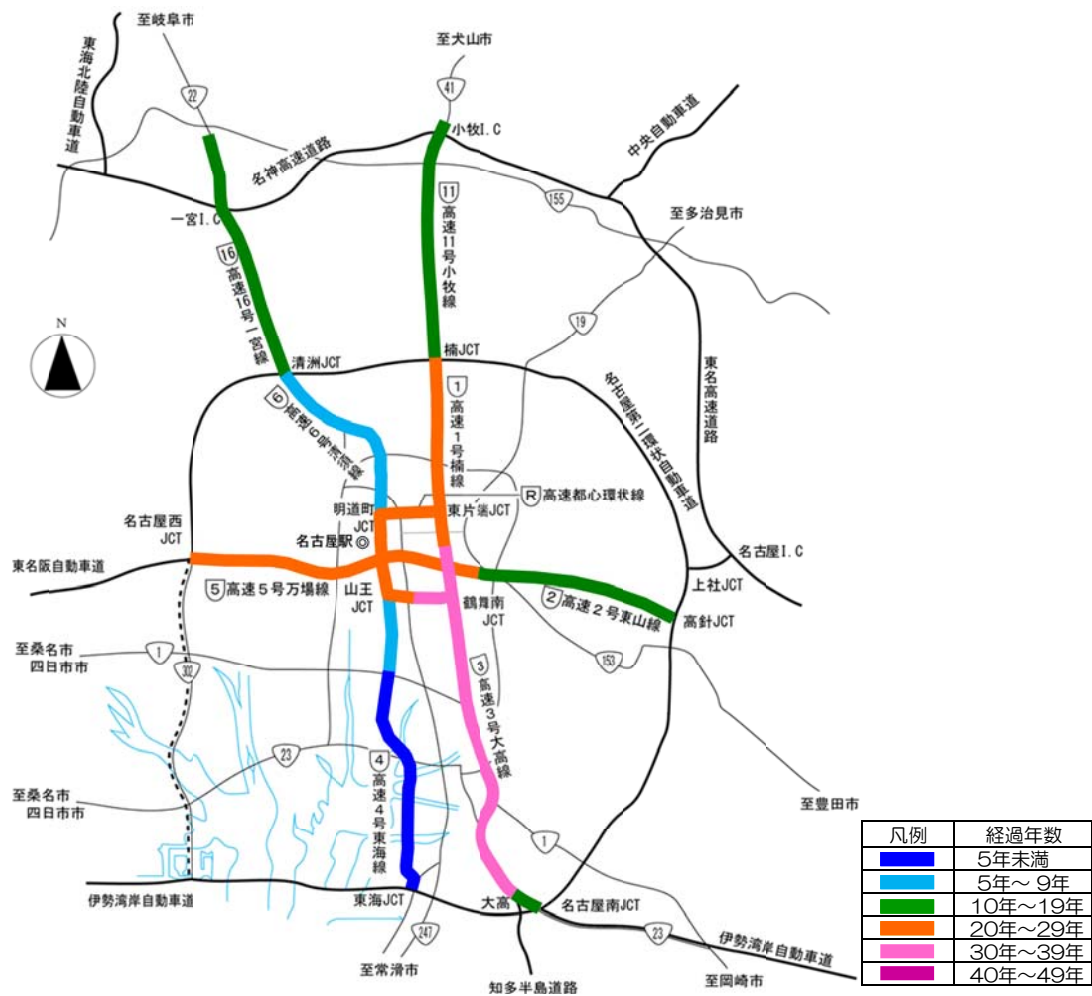 至岐阜市
至犬山市
東海北陸自動車道
22
41
小牧I.C
中央自動車道
名神高速道路
155
一宮I.C
11
高速11号小牧線
至多治見市
16
高速16号一宮線
19
N
清洲JCT
楠JCT
東名高速道路
1
高速1号楠線
名古屋第二環状自動車道
6
高速6号清須線
R
高速都心環状線
明道町
JCT
東片端JCT
名古屋西
JCT
名古屋駅
名古屋I.C
東名阪自動車道
上社JCT
5
高速5号万場線
山王
JCT
鶴舞南
JCT
2
高速2号東山線
高針JCT
至桑名市
四日市市
1
302
153
3
高速3号大高線
23
4
高速4号東海線
至桑名市
四日市市
至豊田市
1
伊勢湾岸自動車道
東海JCT
大高
名古屋南JCT
247
23
伊勢湾岸自動車道
至常滑市
知多半島道路
至岡崎市
凡例
経過年数
5年未満
5年～ 9年
10年～19年
20年～29年
30年～39年
40年～49年